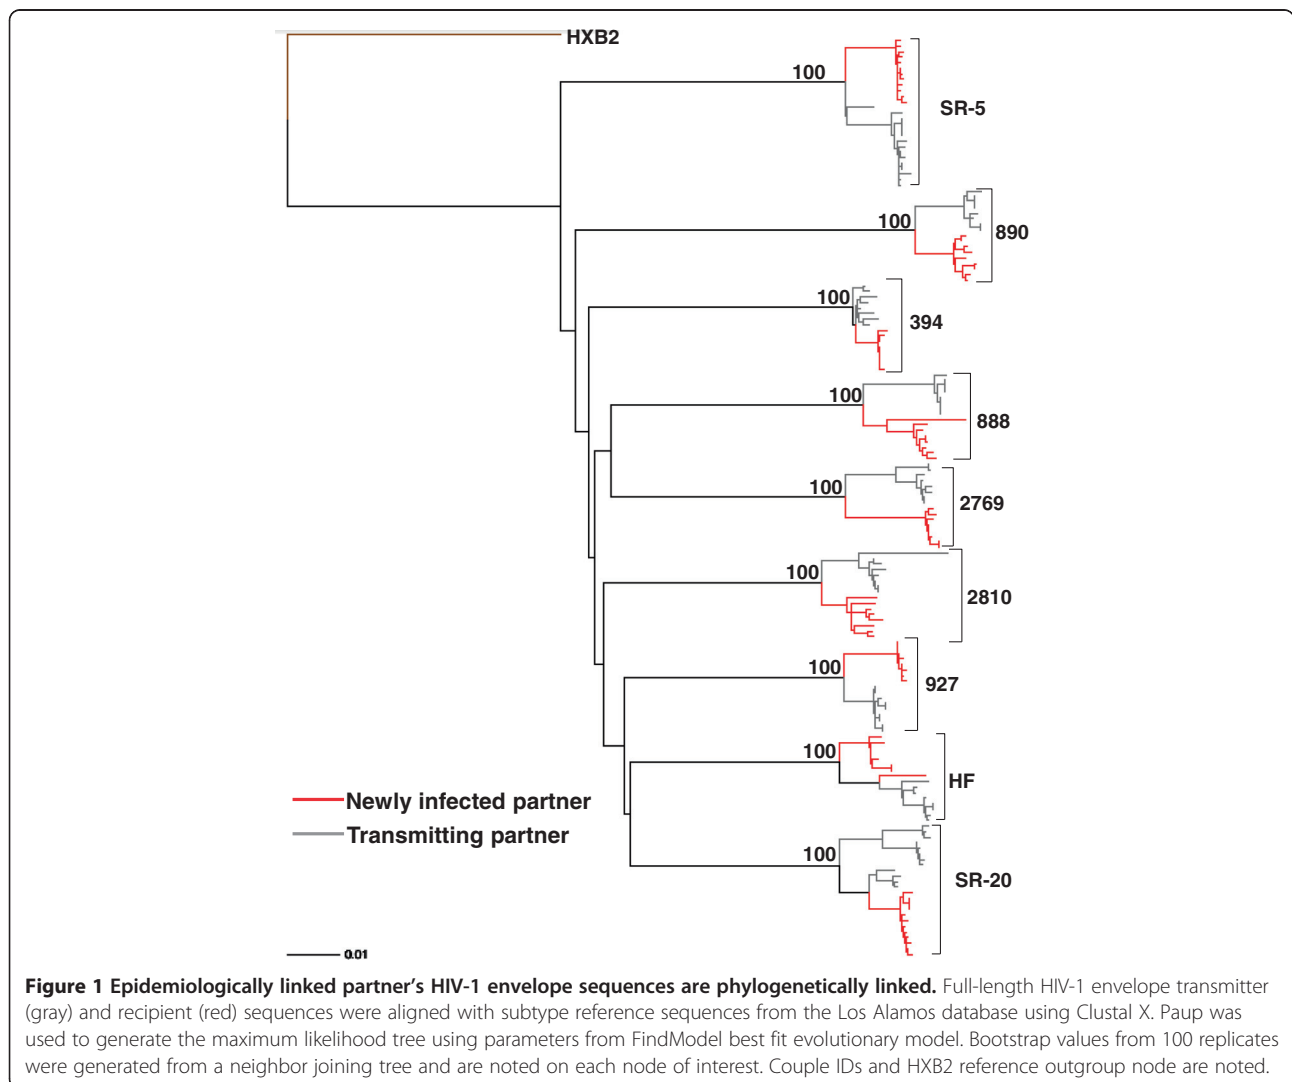 HXB2
100
SR-5
100
890
100
394
100
888
100
2769
100
2810
100
927
100
HF
Newly infected partner
Transmitting partner
100
SR-20
0.01
Figure 1 Epidemiologically linked partner's HIV-1 envelope sequences are phylogenetically linked. Full-length HIV-1 envelope transmitter
(gray) and recipient (red) sequences were aligned with subtype reference sequences from the Los Alamos database using Clustal X. Paup was
used to generate the maximum likelihood tree using parameters from FindModel best fit evolutionary model. Bootstrap values from 100 replicates
were generated from a neighbor joining tree and are noted on each node of interest. Couple IDs and HXB2 reference outgroup node are noted.